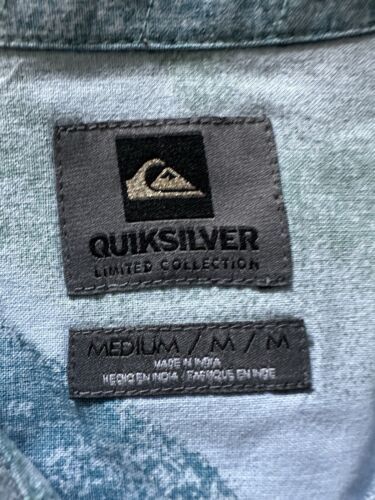 QUIKSILVER
LIMITED COLLECTION
MEDIUM / M / M
MADE IN INDIA
HECHO EN INDIA / FABRIQUE EN INDE